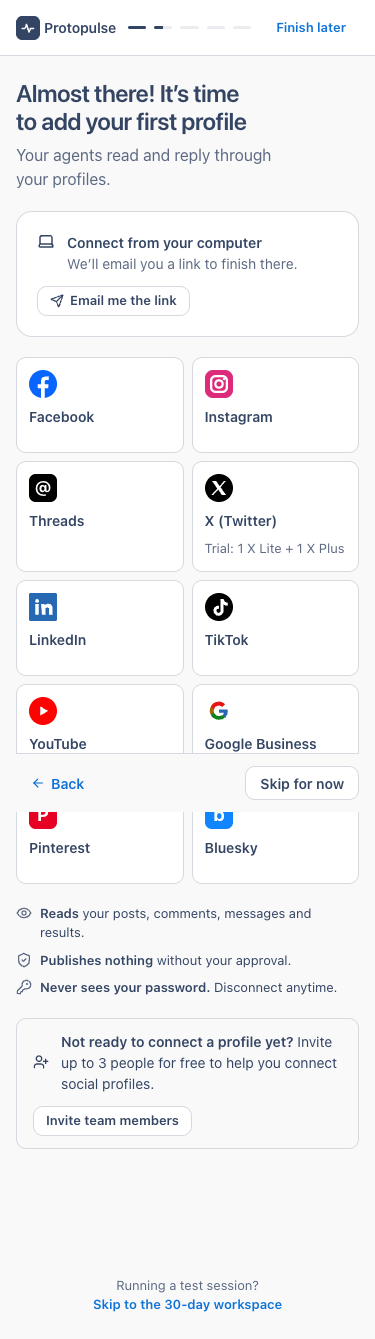 Protopulse
Finish later
Almost there! It’s time
to add your first profile
Your agents read and reply through
your profiles.
Connect from your computer
We’ll email you a link to finish there.
Email me the link
Facebook
Instagram
Threads
X (Twitter)
Trial: 1 X Lite + 1 X Plus
LinkedIn
TikTok
YouTube
Google Business
Back
Skip for now
Pinterest
Bluesky
Reads your posts, comments, messages and
results.
Publishes nothing without your approval.
Never sees your password. Disconnect anytime.
Not ready to connect a profile yet? Invite
up to 3 people for free to help you connect
social profiles.
Invite team members
Running a test session?
Skip to the 30-day workspace